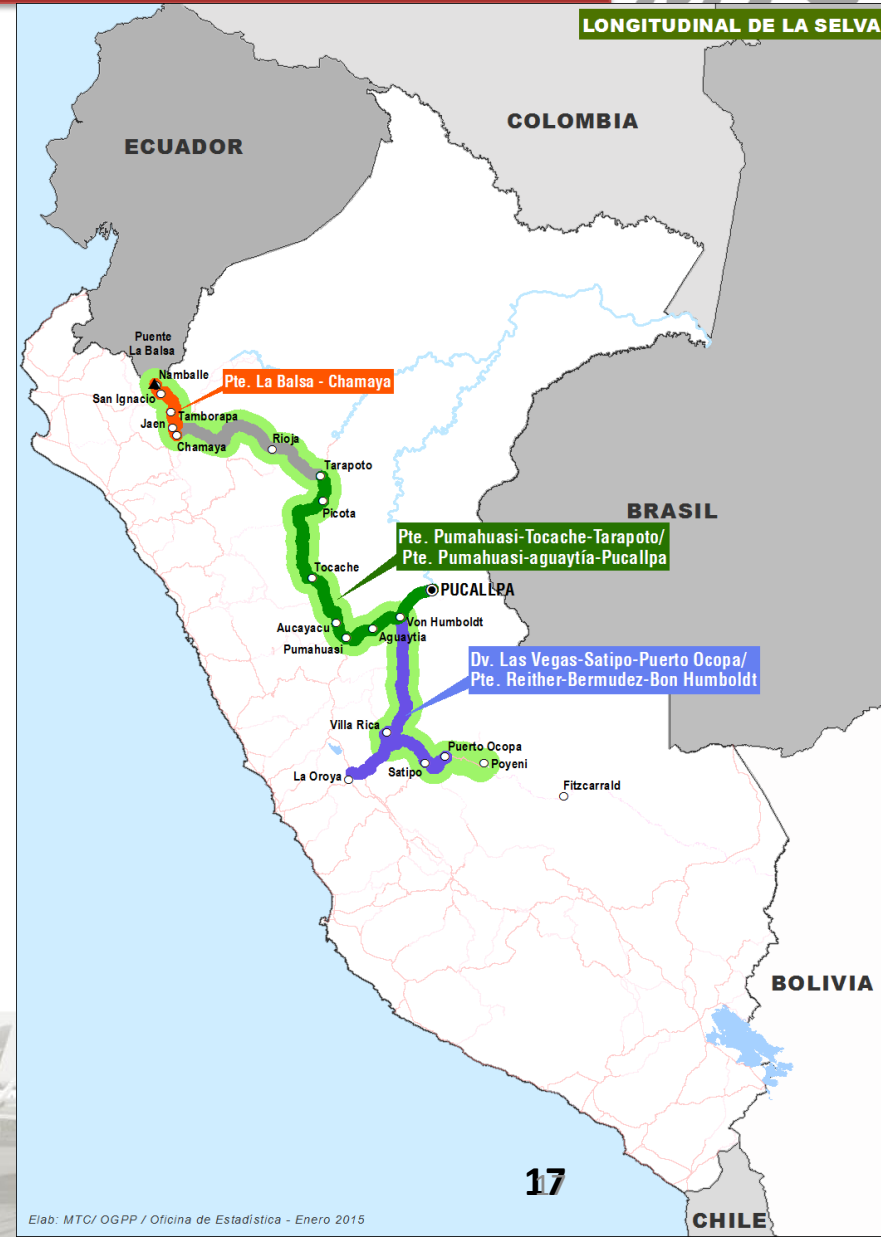 LONGITUDINAL DE LA SELVA
COLOMBIA
ECUADOR
Puente
La Balsa
Namballe
Pte. La Balsa - Chamaya
San Ignacio
Tamborapa
Jaen
Chamaya
Rioja
Tarapoto
Picota
BRASIL
Pte. Pumahuasi-Tocache-Tarapoto/
Pte. Pumahuasi-aguaytía-Pucallpa
Tocache
PUCALLPA
Aucayacu
Von Humboldt
Pumahuasi
Aguaytia
Dv. Las Vegas-Satipo-Puerto Ocopa/
Pte. Reither-Bermudez-Bon Humboldt
Villa Rica
Puerto Ocopa
Poyeni
Satipo
La Oroya
Fitzcarrald
BOLIVIA
17
17
CHILE
Elab: MTC/ OGPP / Oficina de Estadística - Enero 2015